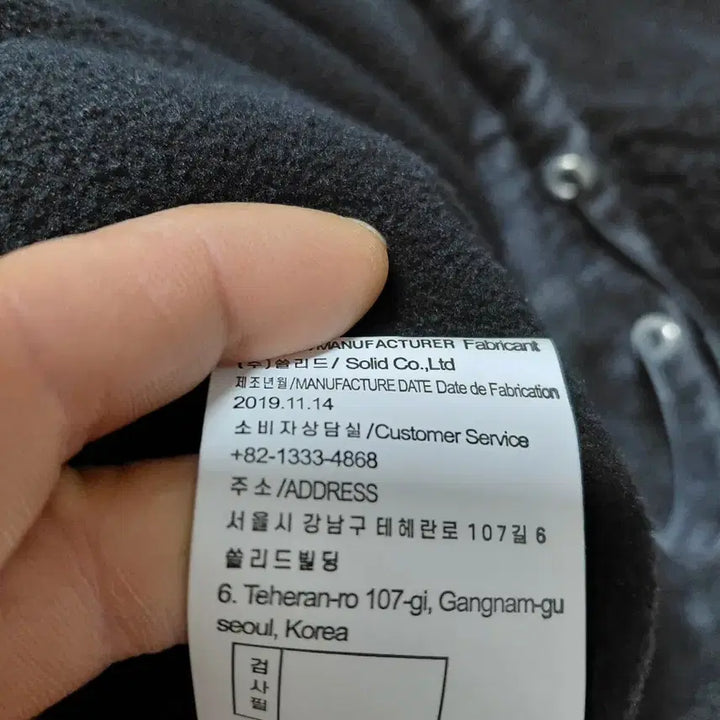 /MANUFACTURER Fabricant
(주)쏠리드/ Solid Co.,Ltd
제조년월/MANUFACTURE DATE Date de Fabrication
2019.11.14
소비자상담실/Customer Service
+82-1333-4868
주소/ADDRESS
서울시 강남구 테헤란로 107길 6
쏠리드빌딩
6. Teheran-ro 107-gi, Gangnam-gu
seoul, Korea
검
사
필